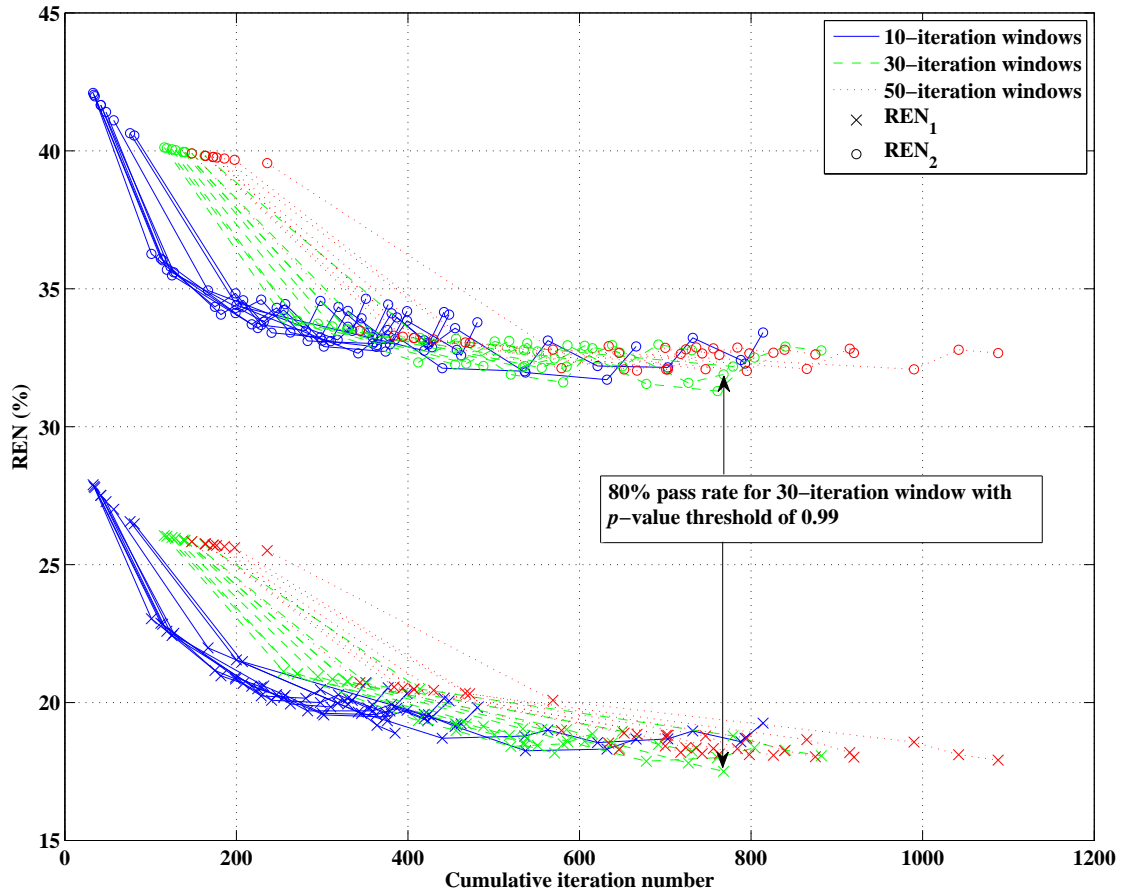 45
40
35
30
25
20
15
REN (%)
10−iteration windows
30−iteration windows
50−iteration windows
REN1
REN2
80% pass rate for 30−iteration window with
p−value threshold of 0.99
0
200
400
600
800
1000
1200
Cumulative iteration number